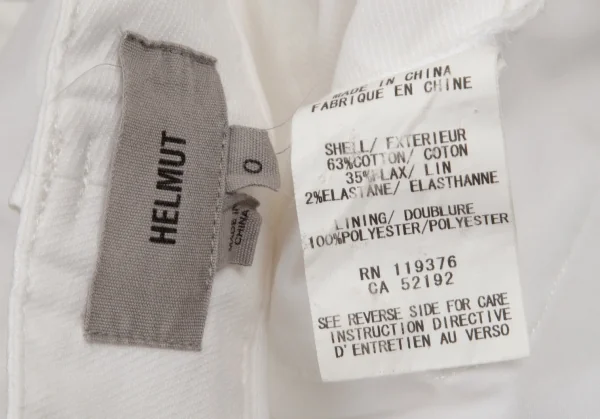 HELMUT
0
MADE IN
CHINA
MADE IN CHINA
FABRIQUE EN CHINE
SHELL/ EXTERIEUR
63%COTTON/ COTON
35%FLAX/ LIN
2%ELASTANE/ ELASTHANNE
LINING/ DOUBLURE
100%POLYESTER/POLYESTER
RN 119376
CA 52192
SEE REVERSE SIDE FOR CARE
INSTRUCTION DIRECTIVE
D'ENTRETIEN AU VERSO